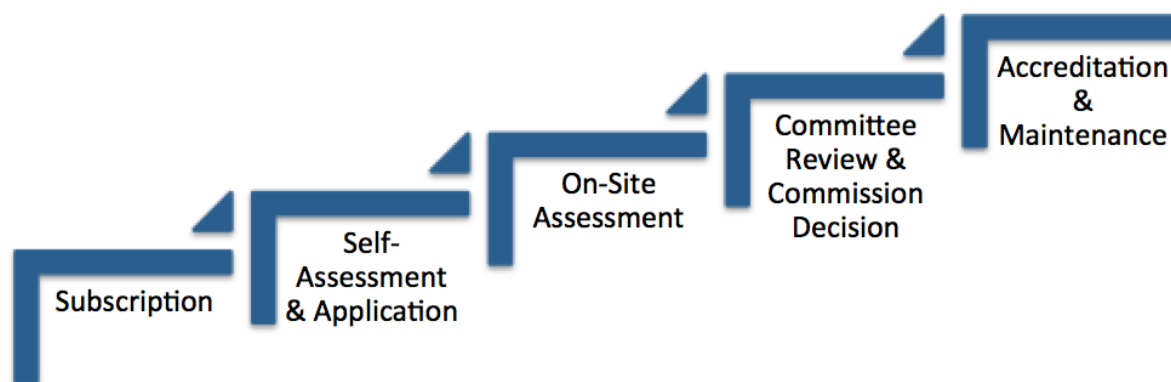 Subscription
Self-
Assessment
& Application
On-Site
Assessment
Committee
Review &
Commission
Decision
Accreditation
&
Maintenance